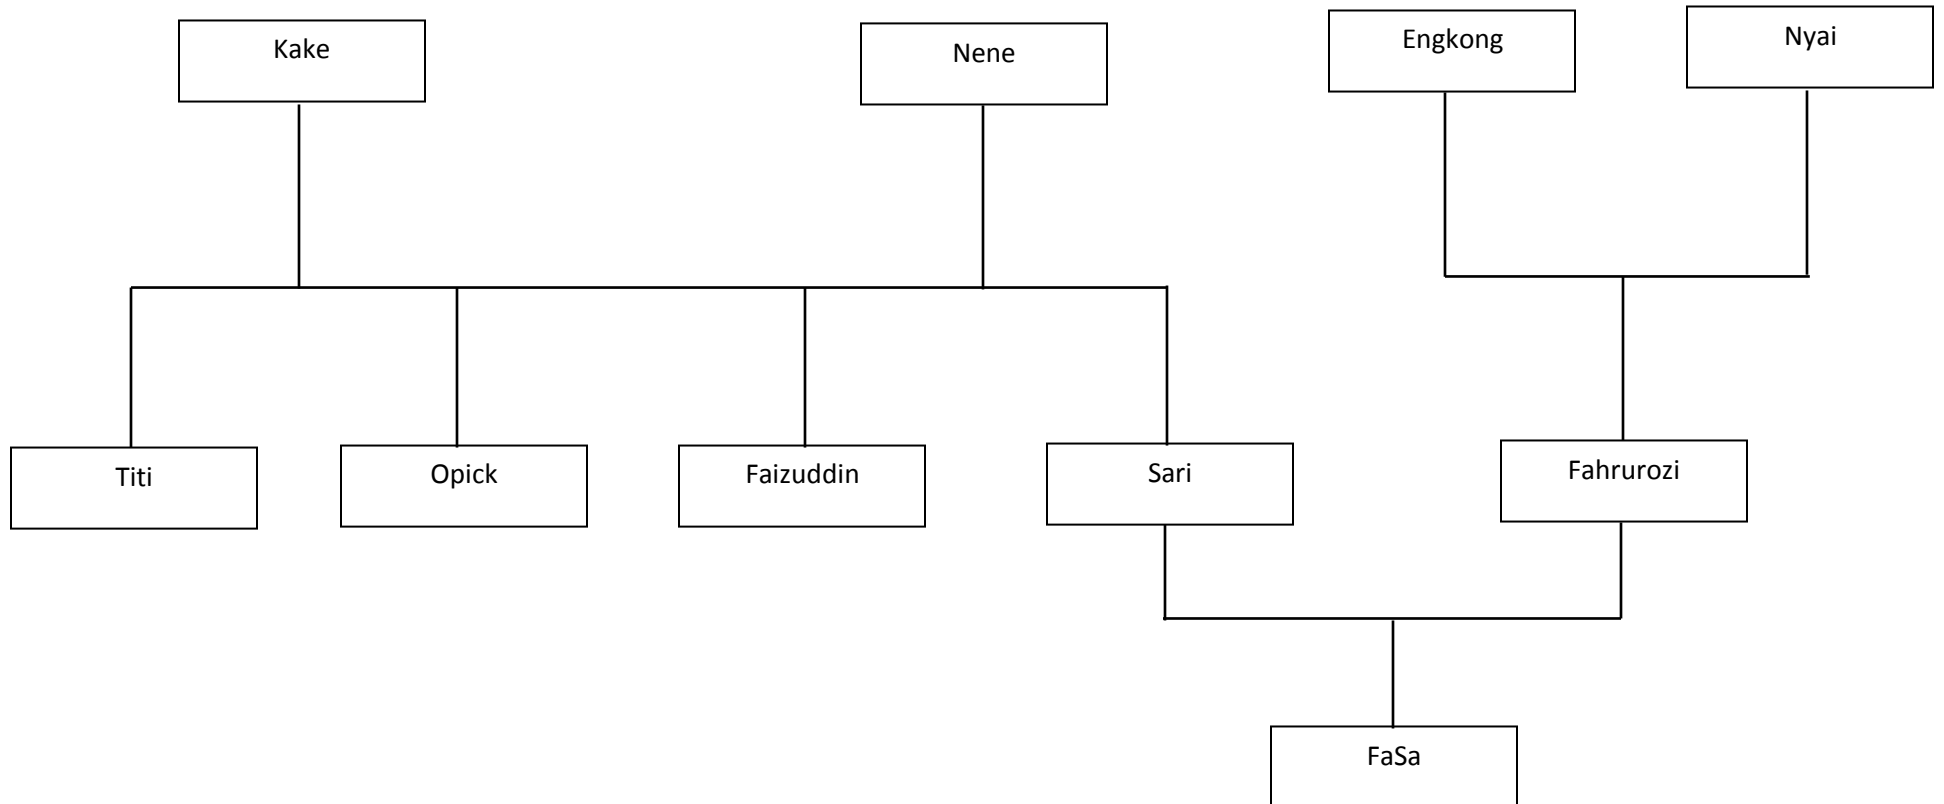 Kake
Nene
Engkong
Nyai
Titi
Opick
Faizuddin
Sari
Fahrurozi
FaSa